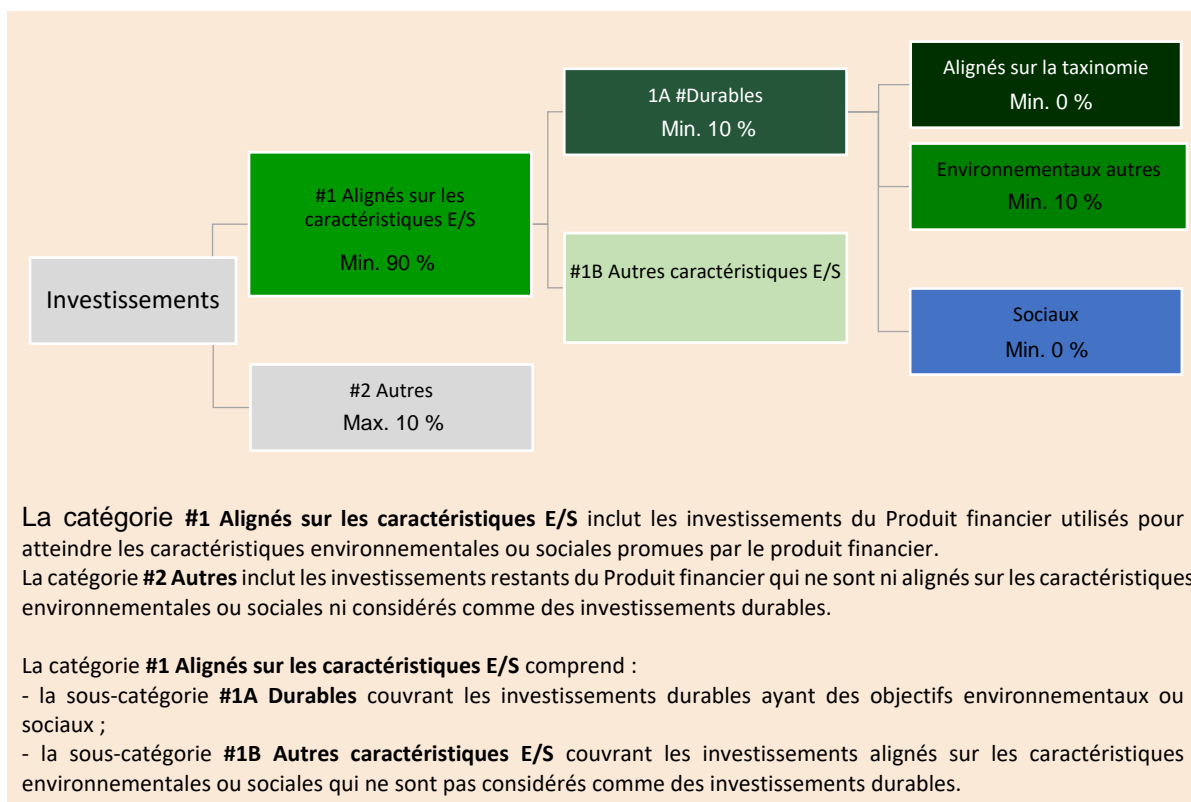 Investissements
#1 Alignés sur les
caractéristiques E/S
Min. 90 %
#2 Autres
Max. 10 %
1A #Durables
Min. 10 %
#1B Autres caractéristiques E/S
Alignés sur la taxinomie
Min. 0 %
Environnementaux autres
Min. 10 %
Sociaux
Min. 0 %
La catégorie #1 Alignés sur les caractéristiques E/S inclut les investissements du Produit financier utilisés pour
atteindre les caractéristiques environnementales ou sociales promues par le produit financier.
La catégorie #2 Autres inclut les investissements restants du Produit financier qui ne sont ni alignés sur les caractéristiques
environnementales ou sociales ni considérés comme des investissements durables.
La catégorie #1 Alignés sur les caractéristiques E/S comprend :
- la sous-catégorie #1A Durables couvrant les investissements durables ayant des objectifs environnementaux ou
sociaux ;
- la sous-catégorie #1B Autres caractéristiques E/S couvrant les investissements alignés sur les caractéristiques
environnementales ou sociales qui ne sont pas considérés comme des investissements durables.